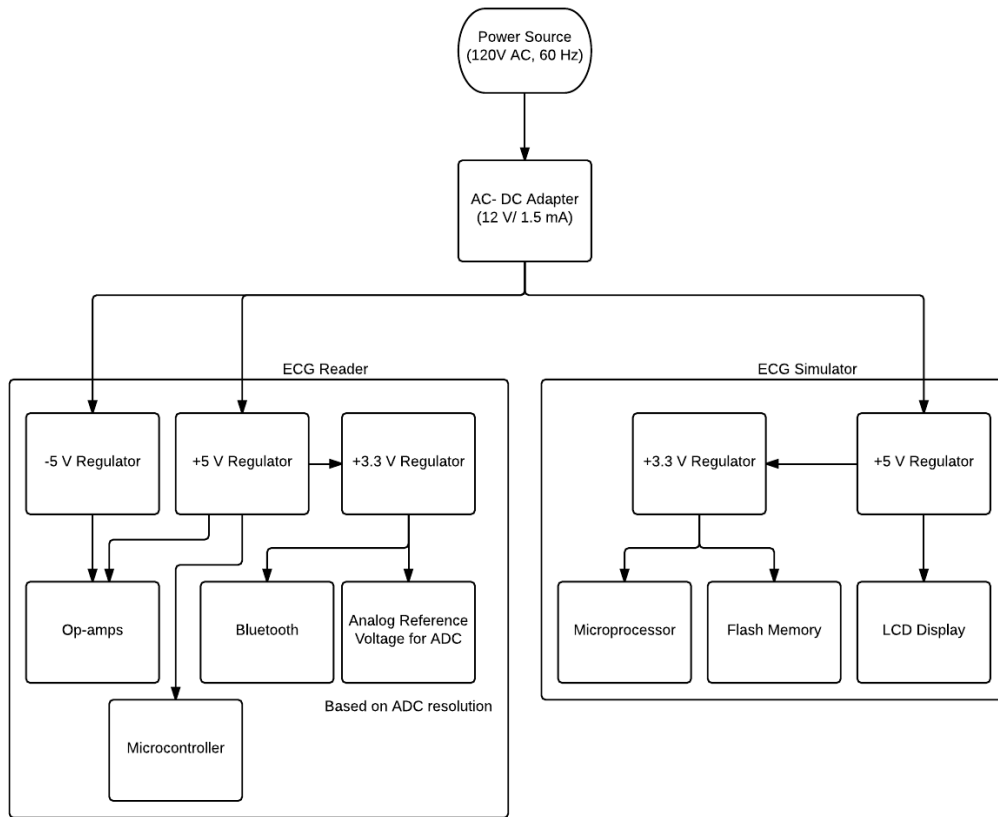 Power Source
(120V AC, 60 Hz)
AC- DC Adapter
(12 V/ 1.5 mA)
ECG Reader
ECG Simulator
-5 V Regulator
+5 V Regulator
+3.3 V Regulator
+3.3 V Regulator
+5 V Regulator
Op-amps
Bluetooth
Analog Reference
Voltage for ADC
Microprocessor
Flash Memory
LCD Display
Based on ADC resolution
Microcontroller